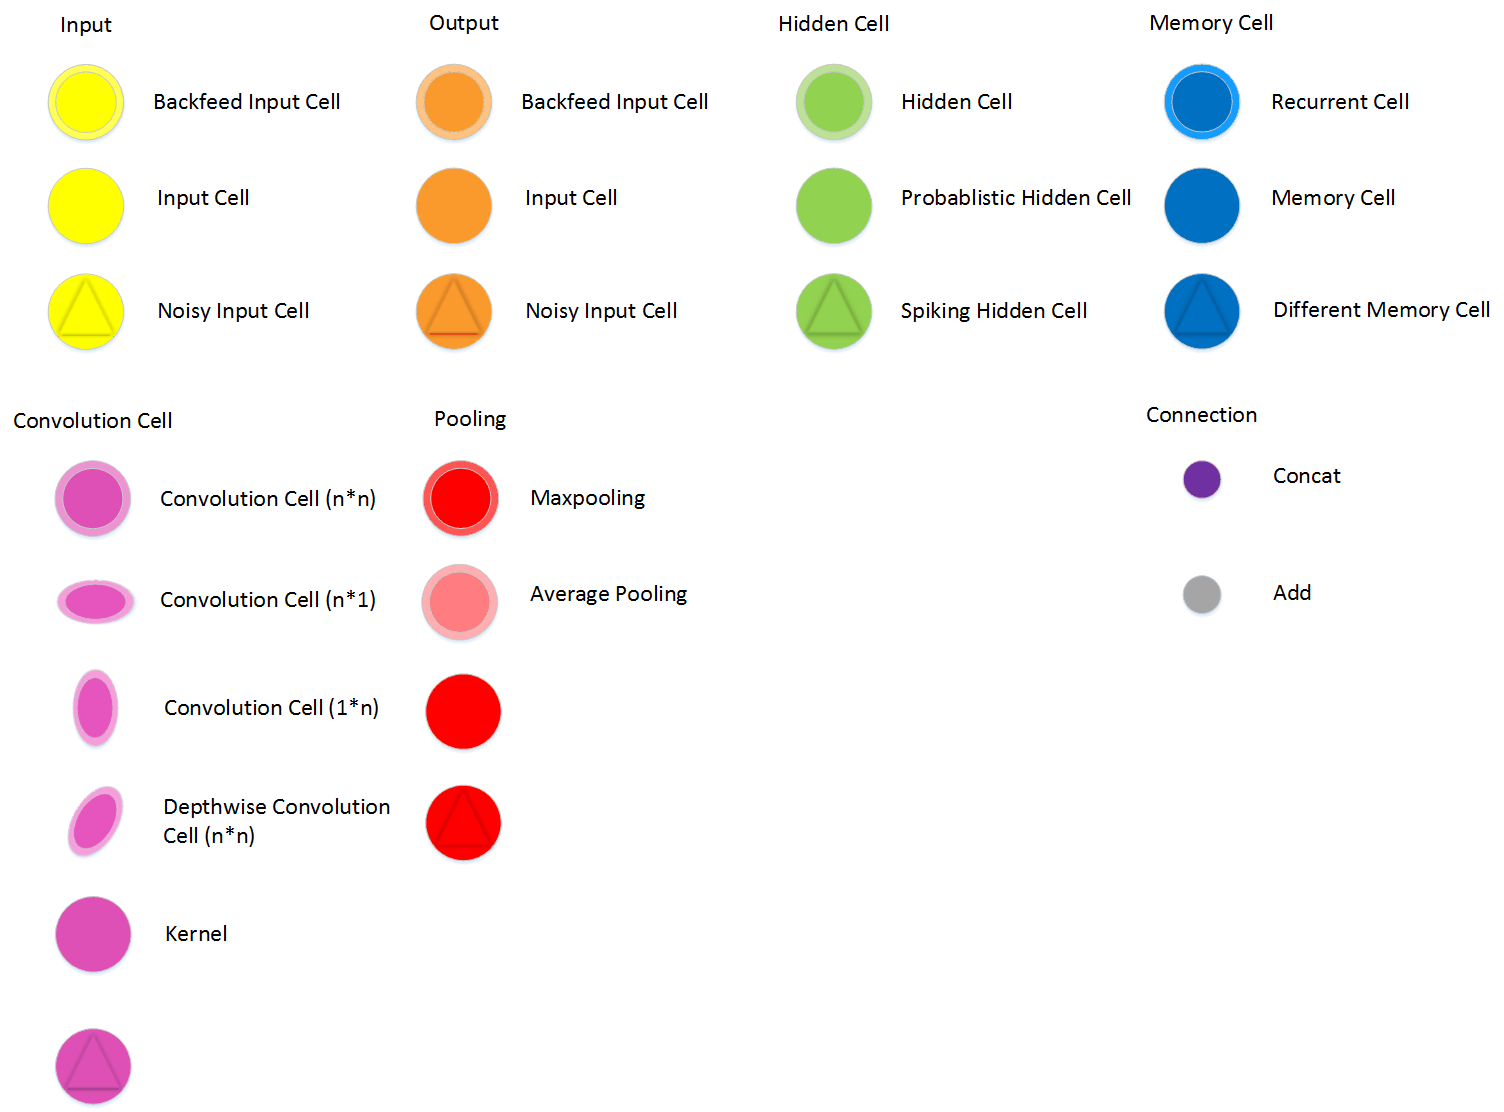 Input
Output
Hidden Cell
Memory Cell
Backfeed Input Cell
Backfeed Input Cell
Hidden Cell
Recurrent Cell
Input Cell
Input Cell
Probablistic Hidden Cell
Memory Cell
Noisy Input Cell
Noisy Input Cell
Spiking Hidden Cell
Different Memory Cell
Convolution Cell
Pooling
Connection
Convolution Cell (n*n)
Maxpooling
Concat
Convolution Cell (n*1)
Average Pooling
Add
Convolution Cell (1*n)
Depthwise Convolution
Cell (n*n)
Kernel